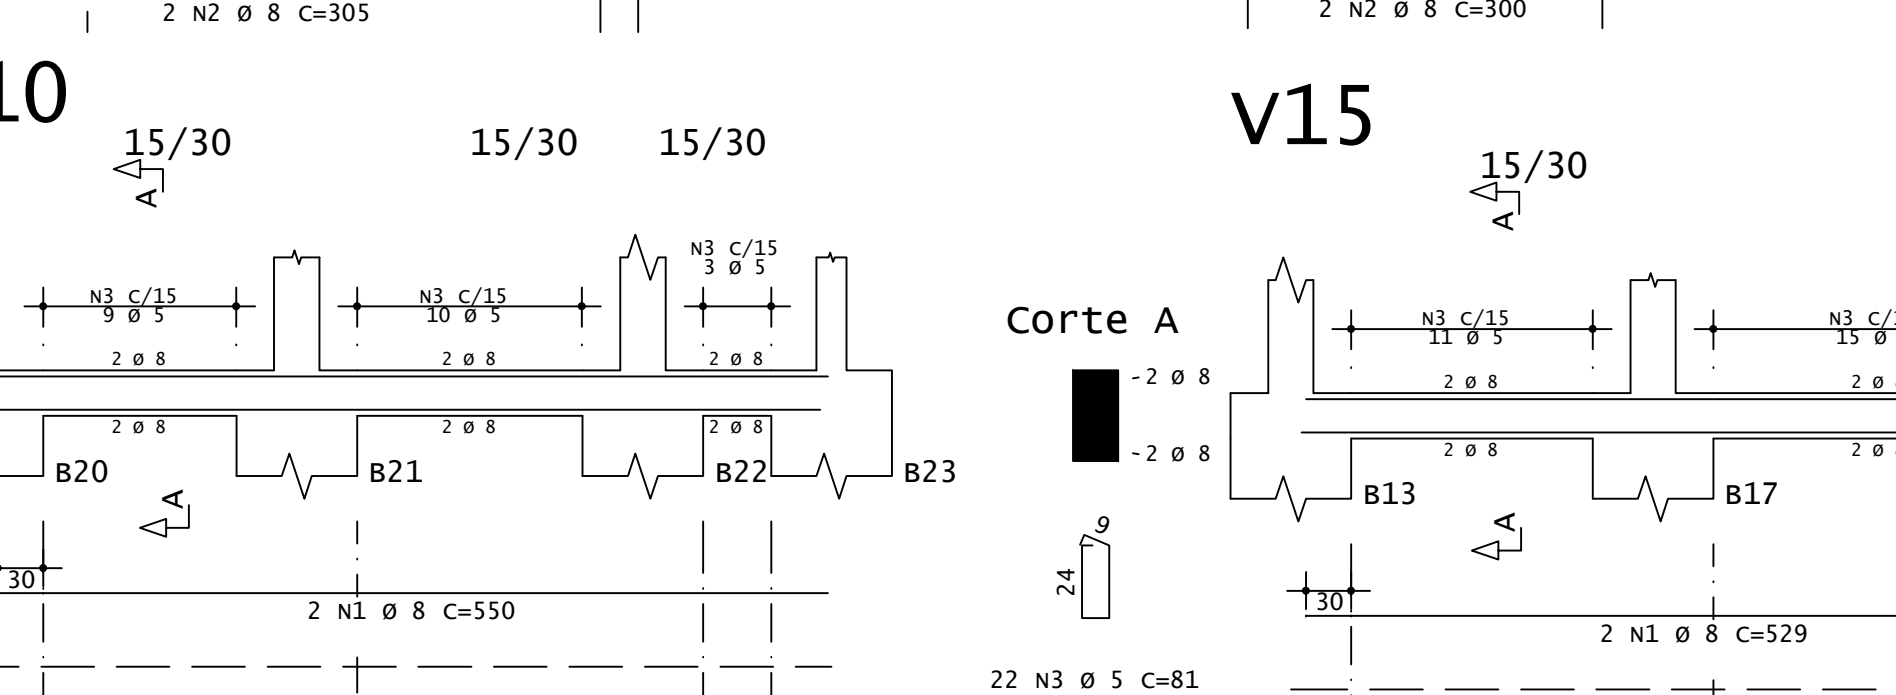 2 N2 Ø 8 C=305
2 N2 Ø 8 C=300
10
V15
15/30
15/30
15/30
15/30
A
A
N3 C/15
3 Ø 5
N3 C/15
9 Ø 5
N3 C/15
10 Ø 5
Corte A
N3 C/15
11 Ø 5
15 Ø
2 Ø 8
2 Ø 8
2 Ø 8
-2 Ø 8
2 Ø 8
2 Ø 8
2 Ø 8
2 Ø 8
-2 Ø 8
2 Ø 8
B20
B21
B22
B23
B13
B17
A
A
9
24
30
30
2 N1 Ø 8 C=550
2 N1 Ø 8 C=529
22 N3 Ø 5 C=81